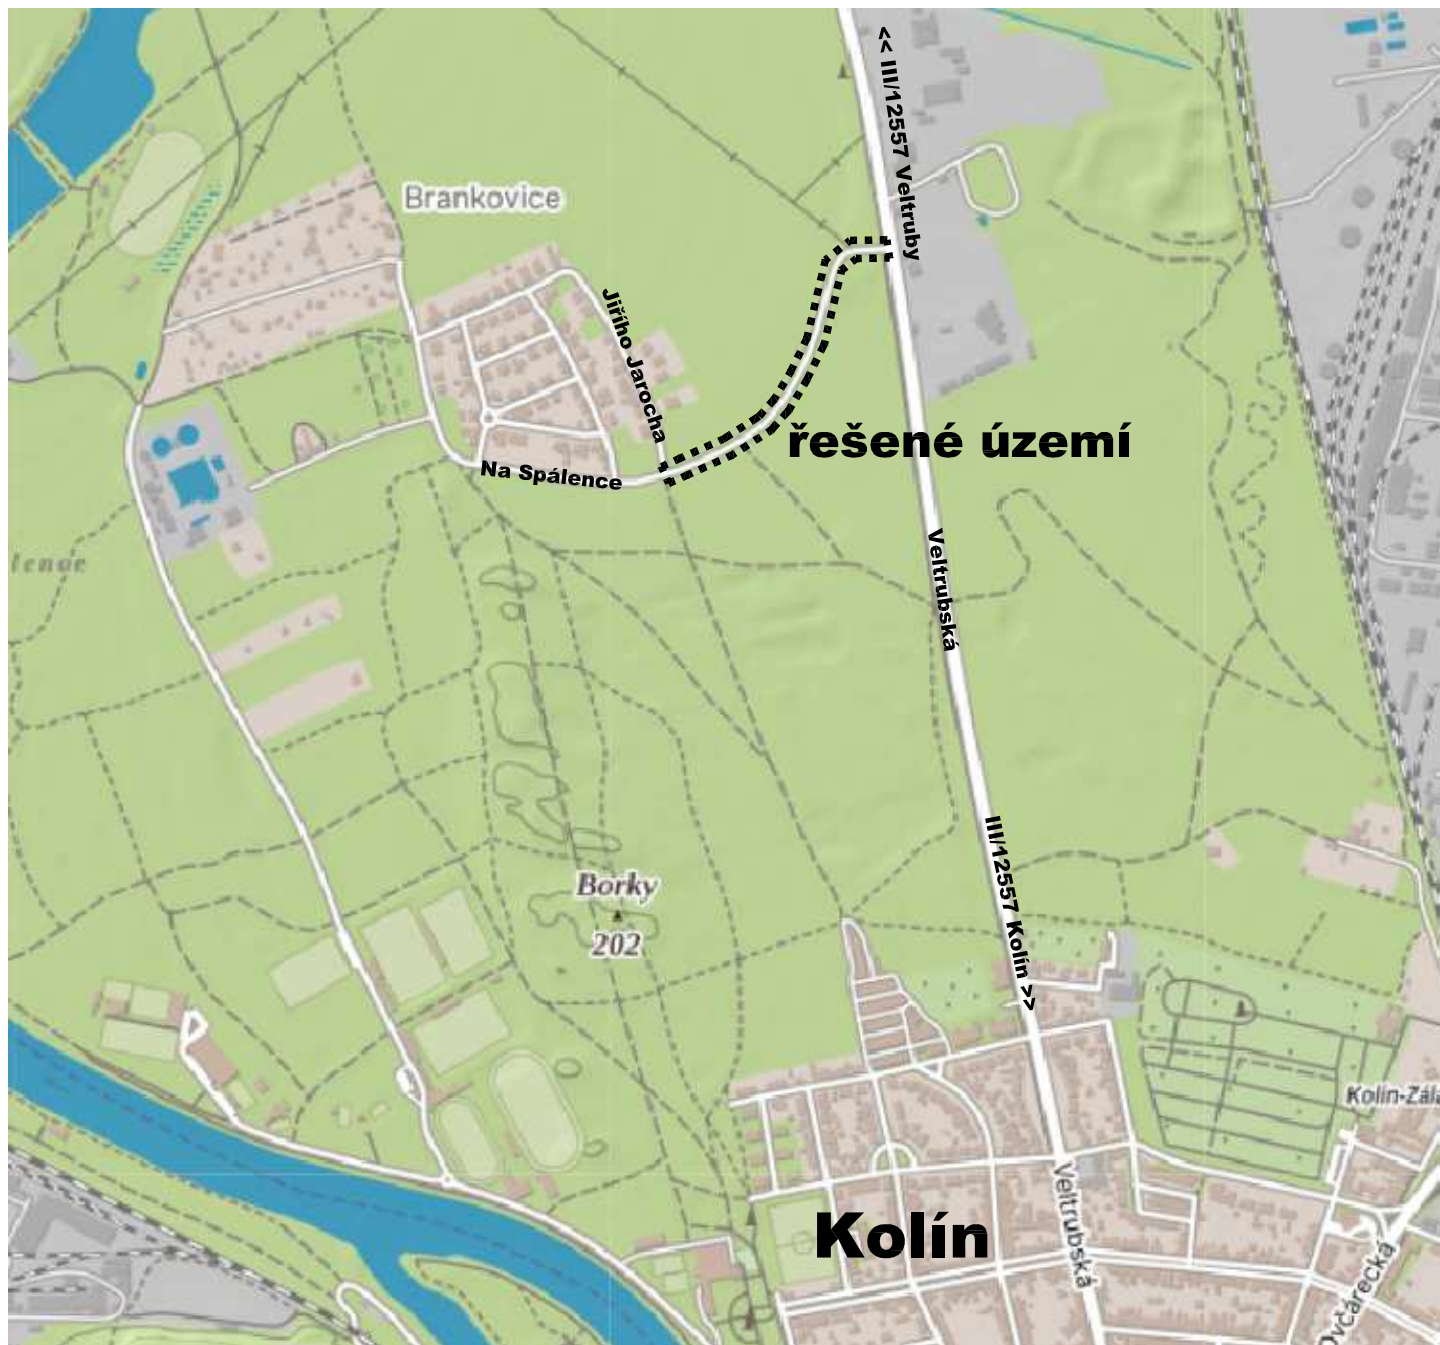 << III/12557 Veltruby
Brankovice
Jiřího Jarocha
řešené území
Na Spálence
Veltrubská
III/12557 Kolín >>
Borky
202
Kolín-Zála
Veltrubská
Kolín
Ovčárecká